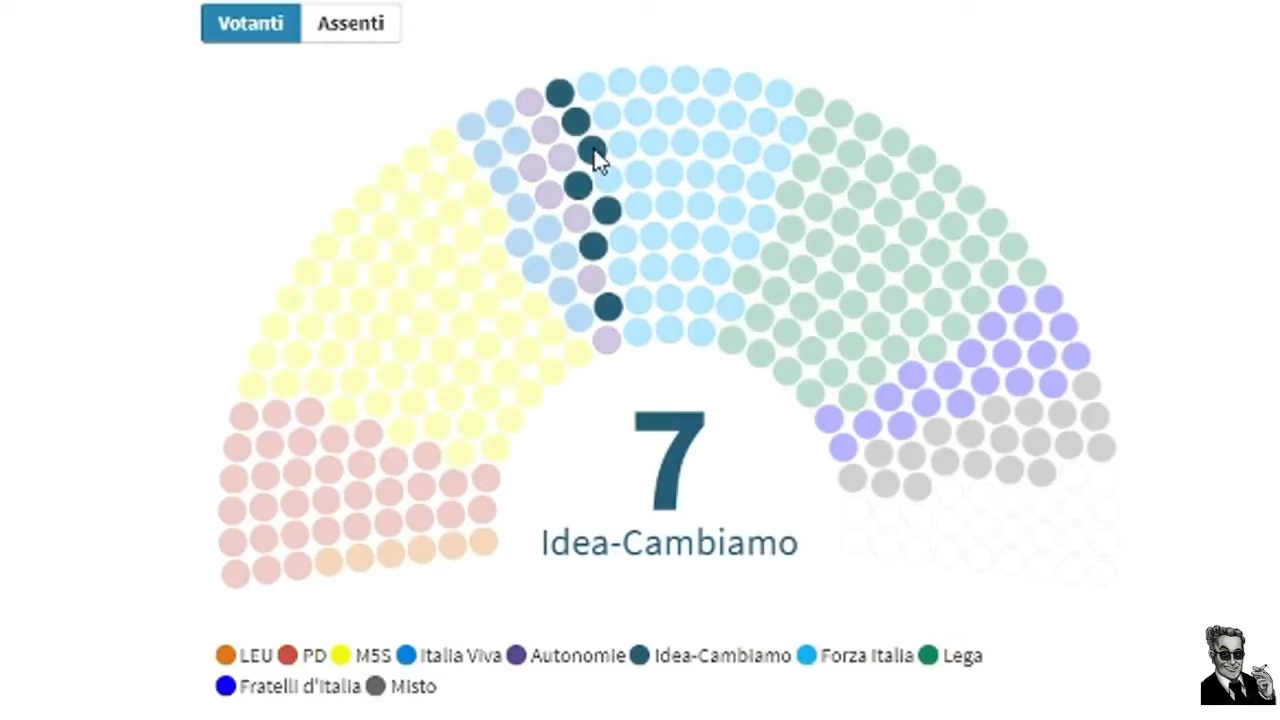 Votanti Assenti
7
Idea-Cambiamo
LEU PD M5S Italia Viva Autonomie Idea-Cambiamo Forza Italia Lega
Fratelli d'Italia Misto